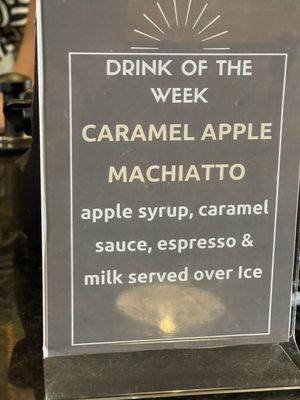 DRINK OF THE
WEEK
CARAMEL APPLE
MACHIATTO
apple syrup, caramel
sauce, espresso &
milk served over Ice